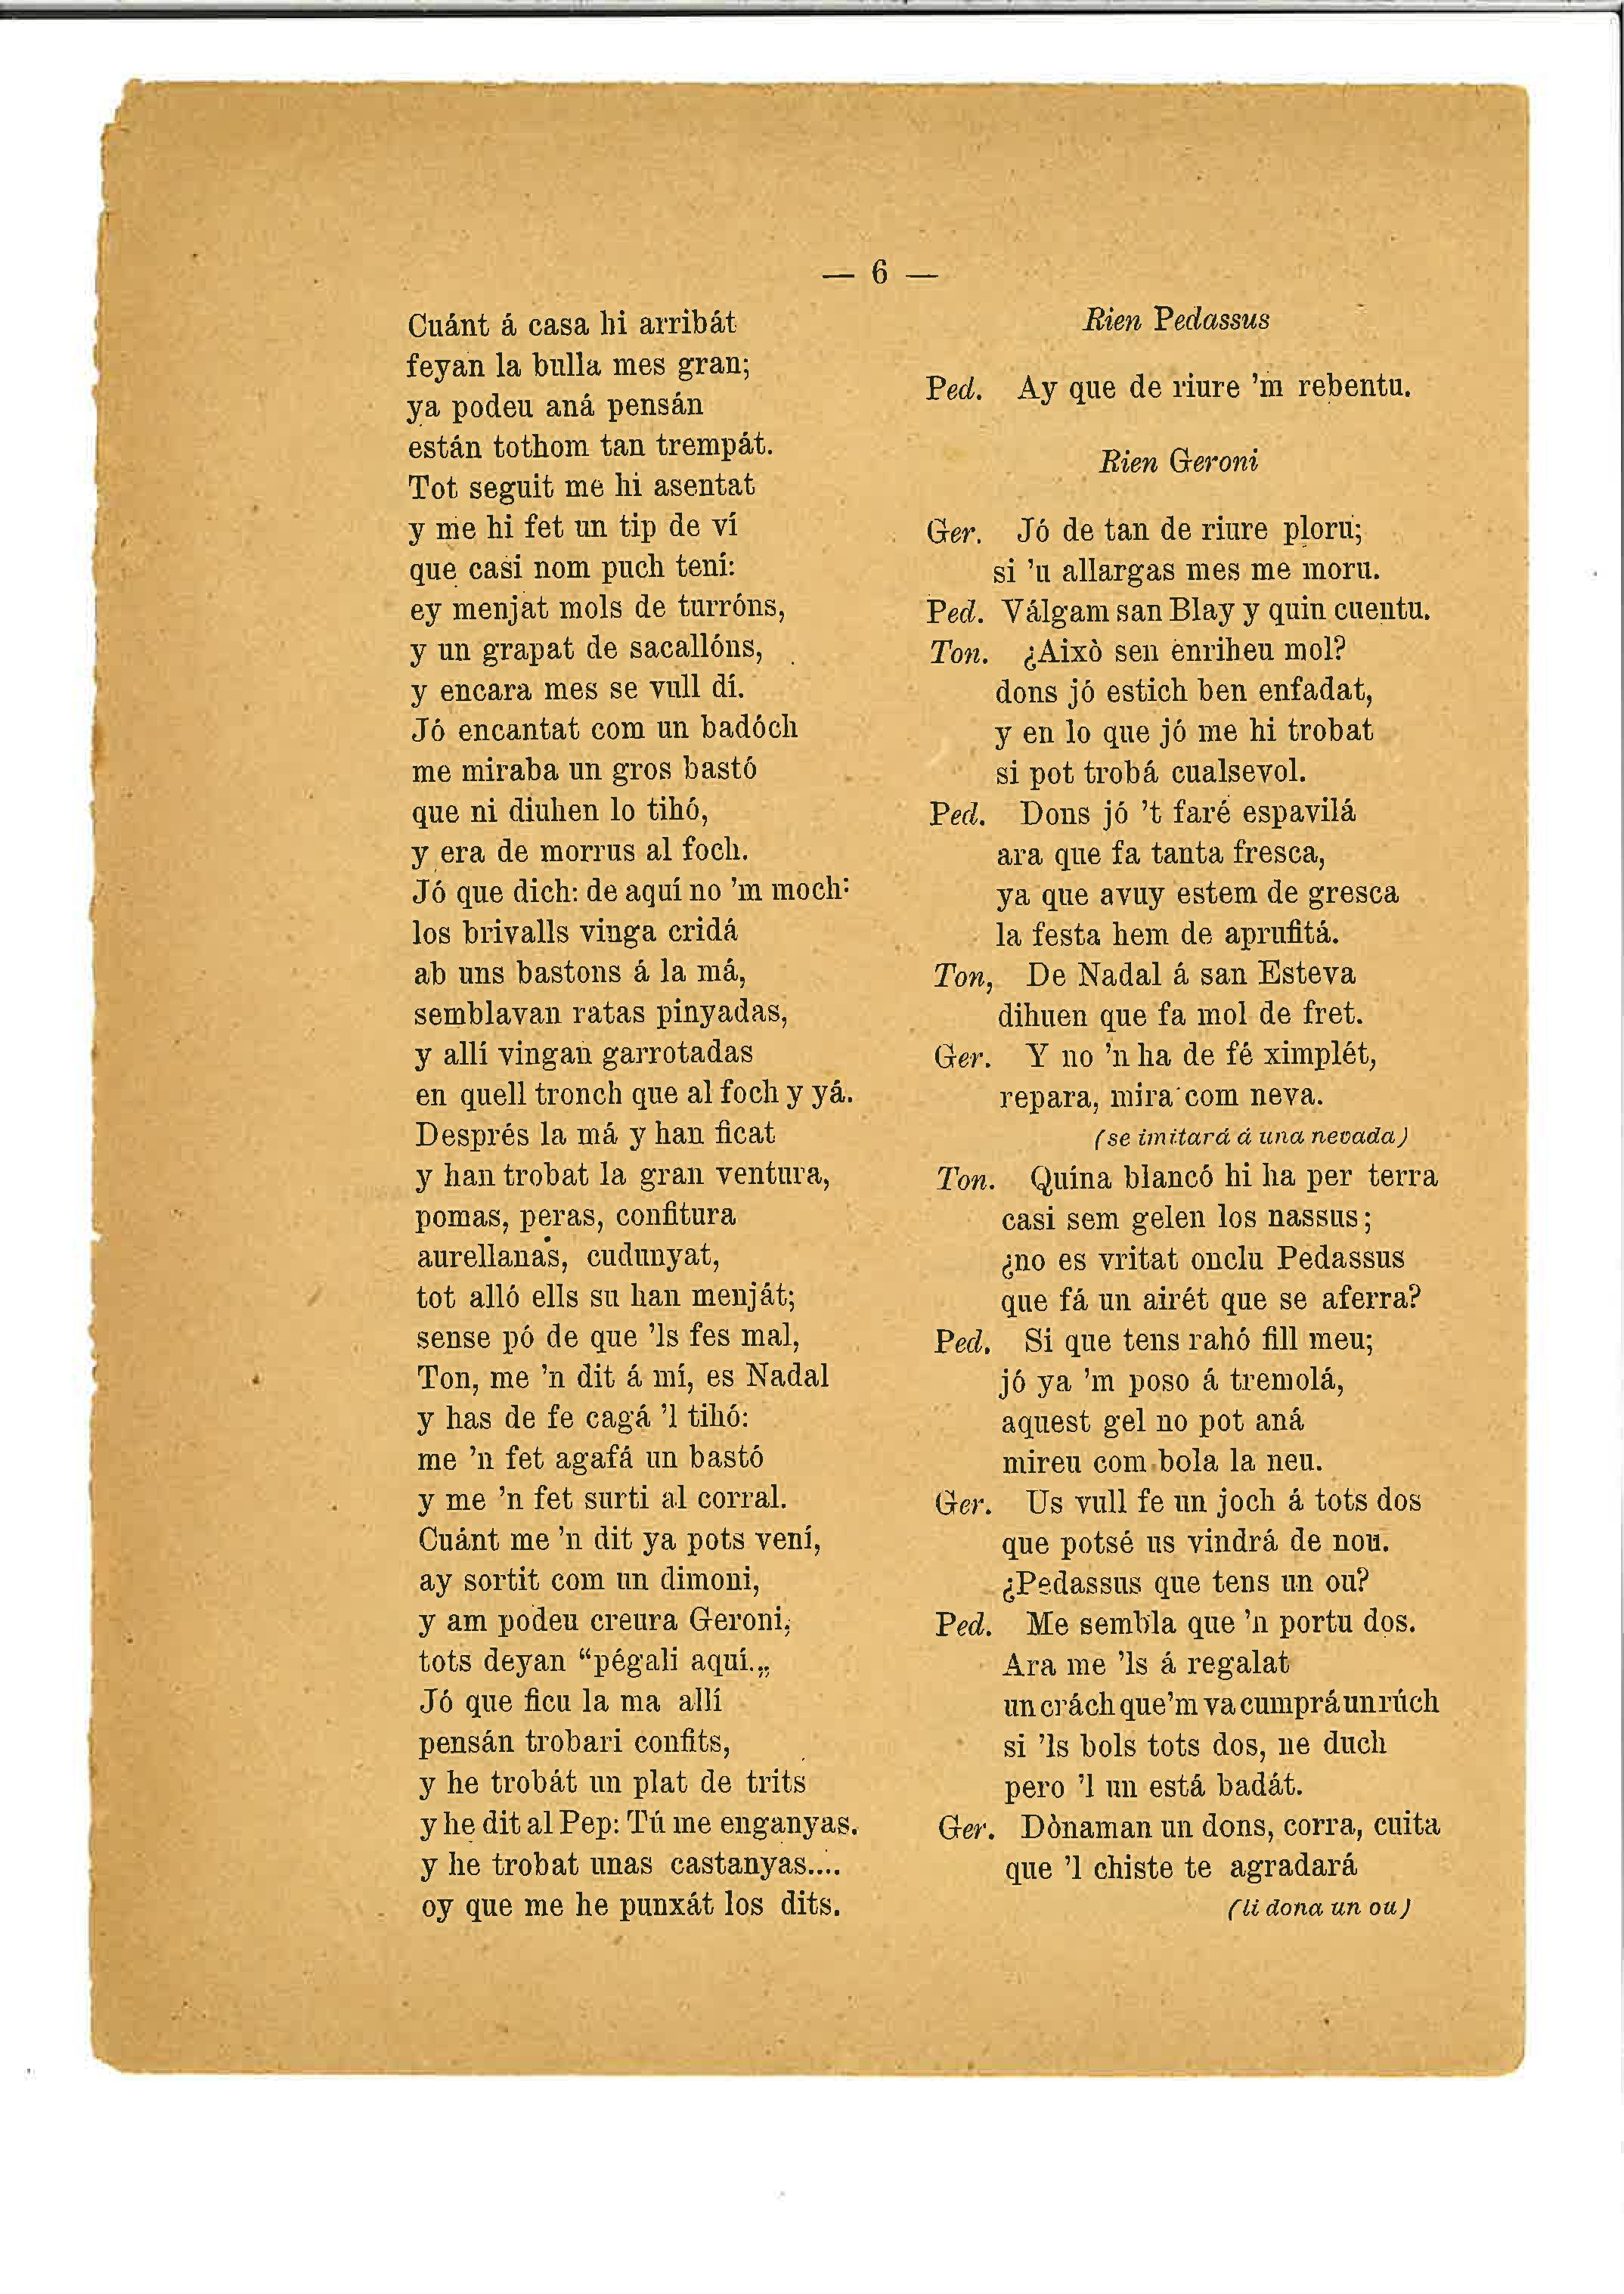 — 6 —
Cuánt á casa hi arribát
feyan la bulla mes gran;
ya podeu aná pensán
están tothom tan trempát.
Tot seguit me hi asentat
y me hi fet un tip de ví
que casi nom puch tení:
ey menjat mols de turróns,
y un grapat de sacallóns,
y encara mes se vull dí.
Jó encantat com un badóch
me miraba un gros bastó
que ni diuhen lo tihó,
y era de morrus al foch.
Jó que dich: de aquí no 'm moch:
los brivalls vinga cridá
ab uns bastons á la má,
semblavan ratas pinyadas,
y allí vingan garrotadas
en quell tronch que al foch y yá.
Després la má y han ficat
y han trobat la gran ventura,
pomas, peras, confitura
aurellanas, cudunyat,
tot alló ells su han menját;
sense pó de que 'ls fes mal,
Ton, me 'n dit á mí, es Nadal
y has de fe cagá 'l tihó:
me 'n fet agafá un bastó
y me 'n fet surti al corral.
Cuánt me 'n dit ya pots vení,
ay sortit com un dimoni,
y am podeu creura Geroni,
tots deyan “pégali aquí.„
Jó que ficu la ma allí
pensán trobari confits,
y he trobát un plat de trits
y he dit al Pep: Tú me enganyas.
y he trobat unas castanyas....
oy que me he punxát los dits.
Rien Pedassus
Ped. Ay que de riure 'm rebentu.
Rien Geroni
Ger. Jó de tan de riure ploru;
si 'u allargas mes me moru.
Ped. Válgam san Blay y quin cuentu.
Ton. ¿Això sen enriheu mol?
dons jó estich ben enfadat,
y en lo que jó me hi trobat
si pot trobá cualsevol.
Ped. Dons jó 't faré espavilá
ara que fa tanta fresca,
ya que avuy estem de gresca
la festa hem de aprufitá.
Ton, De Nadal á san Esteva
dihuen que fa mol de fret.
Ger. Y no 'n ha de fé ximplét,
repara, mira com neva.
(se imitará á una nevada)
Ton. Quína blancó hi ha per terra
casi sem gelen los nassus;
¿no es vritat onclu Pedassus
que fá un airét que se aferra?
Ped. Si que tens rahó fill meu;
jó ya 'm poso á tremolá,
aquest gel no pot aná
mireu com bola la neu.
Ger. Us vull fe un joch á tots dos
que potsé us vindrá de nou.
¿Pedassus que tens un ou?
Ped. Me sembla que 'n portu dos.
Ara me 'ls á regalat
un crách que 'm va cumprá un rúch
si 'ls bols tots dos, ne duch
pero 'l un está badát.
Ger. Dònaman un dons, corra, cuita
que 'l chiste te agradará
(li dona un ou)